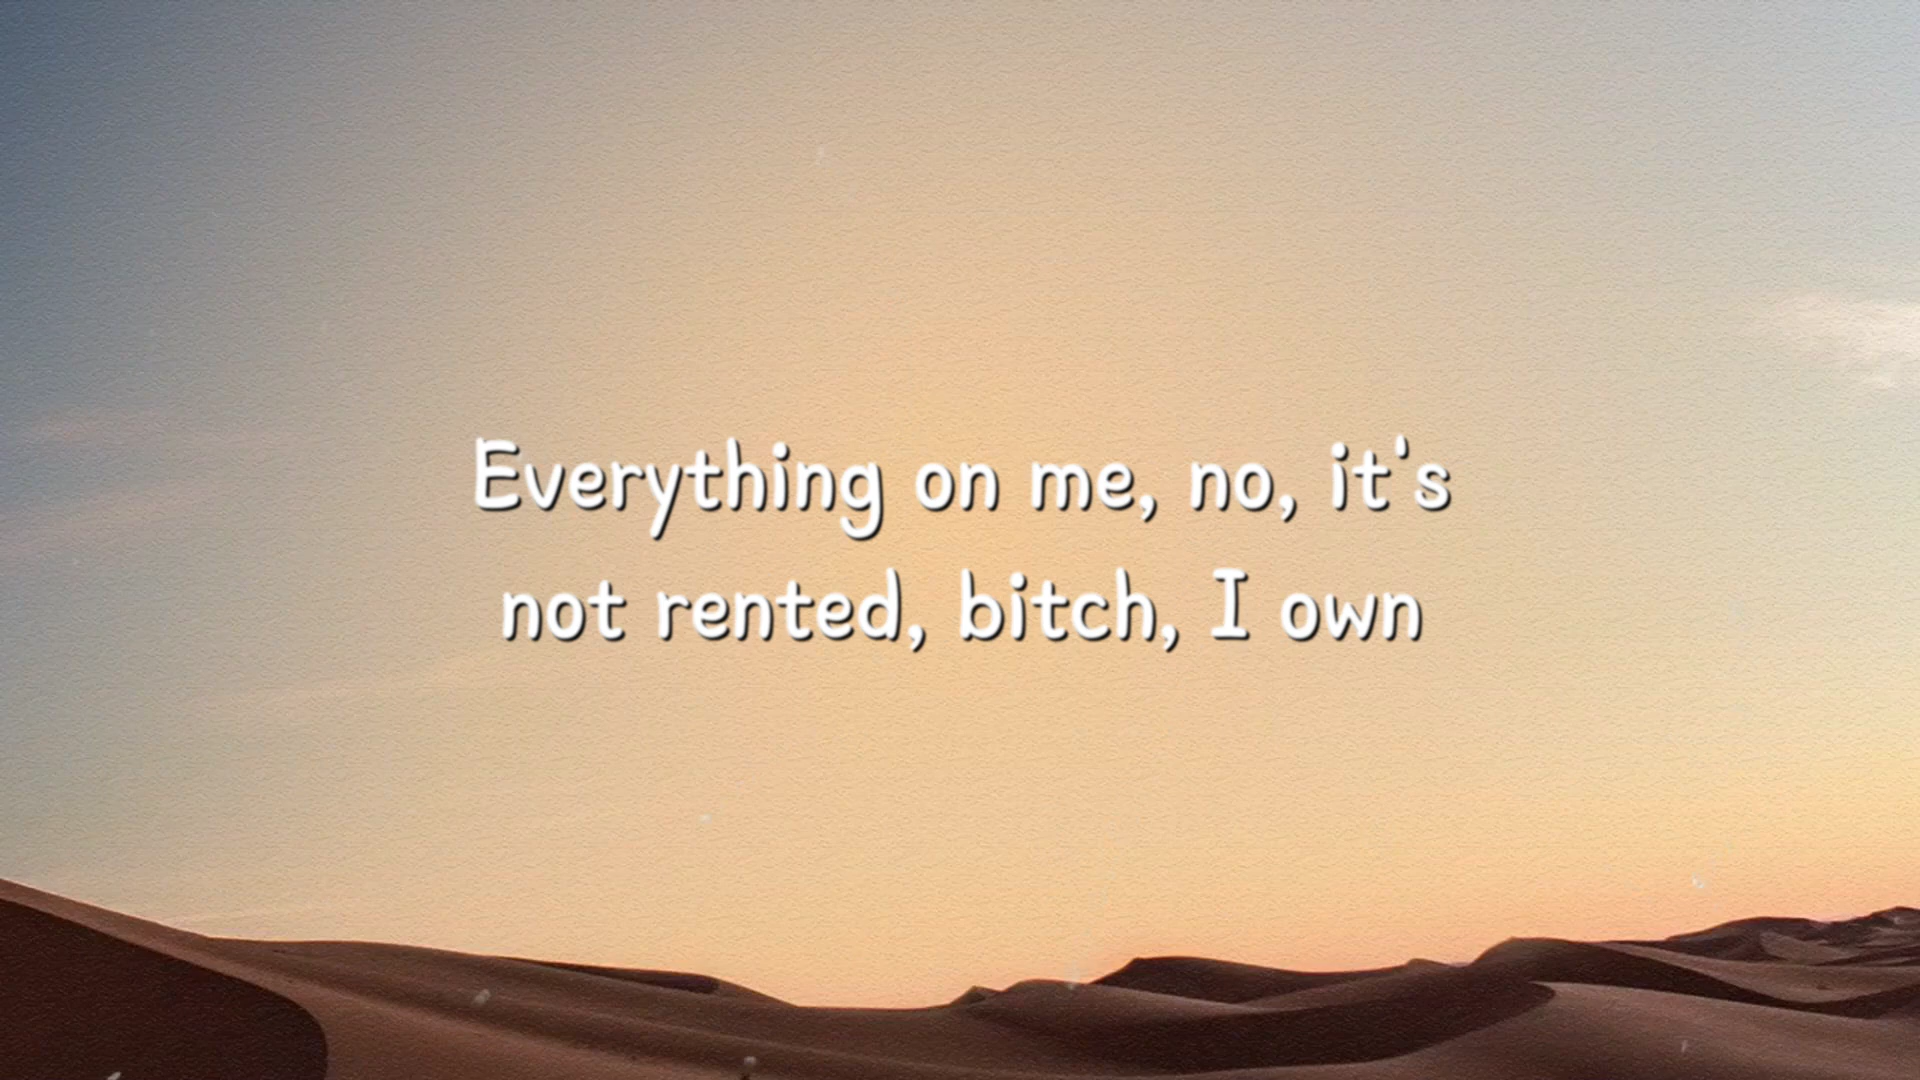 Everything on me, no, it's
not rented, bitch, I own